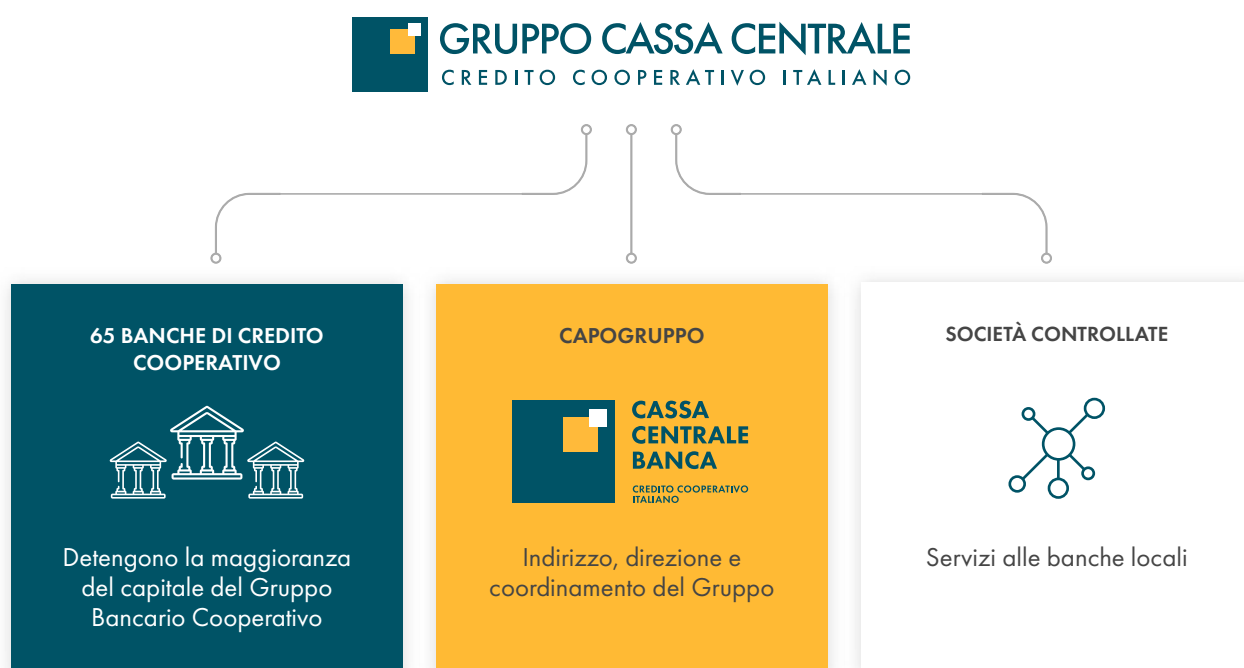 GRUPPO CASSA CENTRALE
CREDITO COOPERATIVO ITALIANO
65 BANCHE DI CREDITO
COOPERATIVO
Detengono la maggioranza
del capitale del Gruppo
Bancario Cooperativo
CAPOGRUPPO
CASSA
CENTRALE
BANCA
CREDITO COOPERATIVO
ITALIANO
Indirizzo, direzione e
coordinamento del Gruppo
SOCIETÀ CONTROLLATE
Servizi alle banche locali